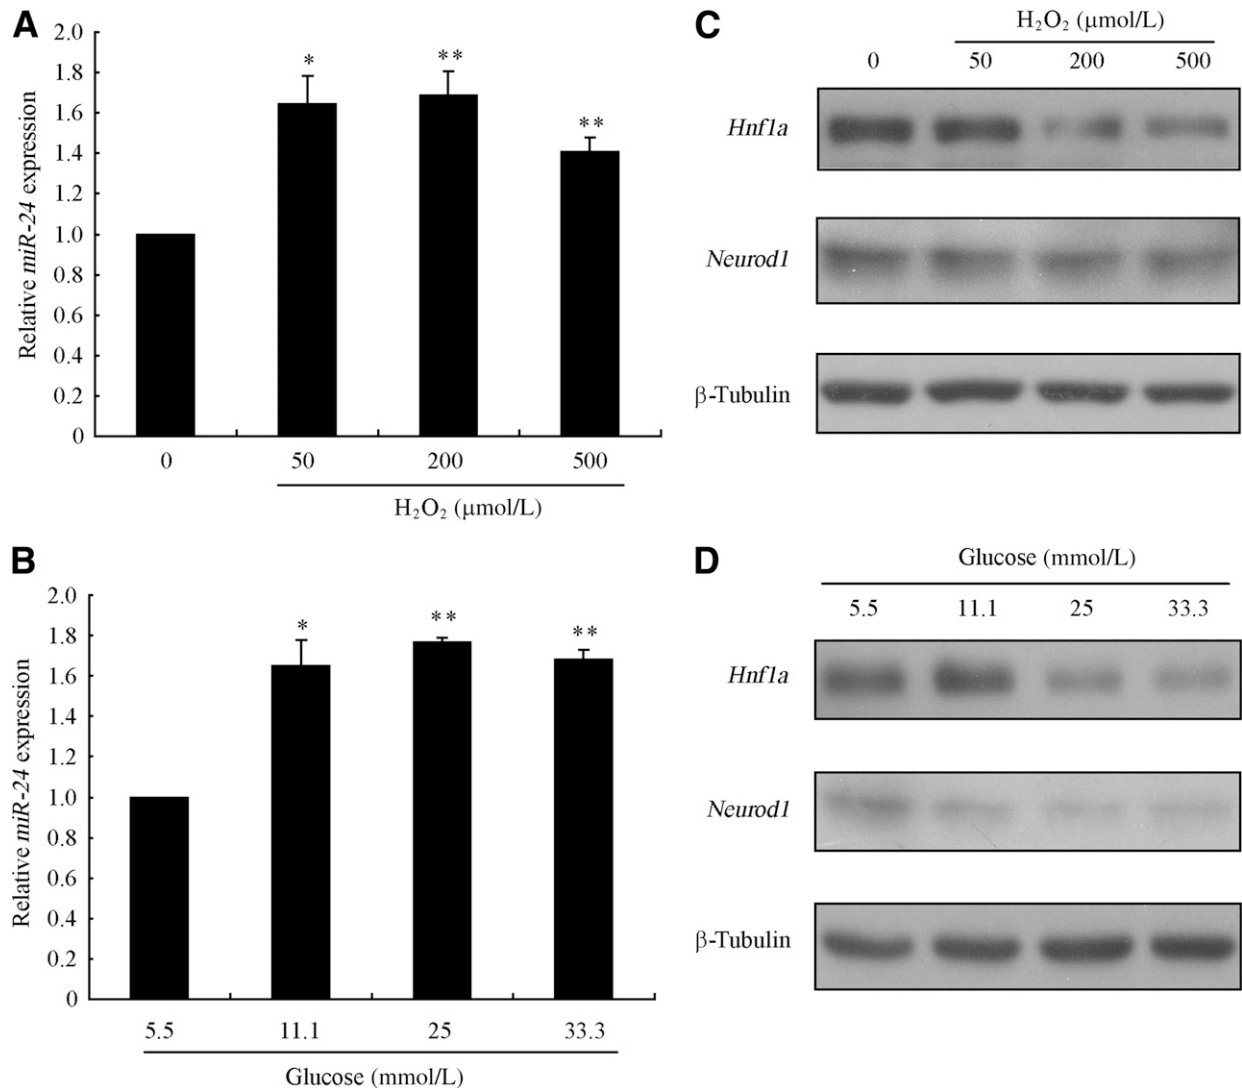 A
2.0
1.8
1.6
1.4
1.2
1.0
0.8
0.6
0.4
0.2
0
Relative miR-24 expression
*
**
**
0 50 200 500
H₂O₂ (μmol/L)
B
2.0
1.8
1.6
1.4
1.2
1.0
0.8
0.6
0.4
0.2
0
Relative miR-24 expression
*
**
**
5.5 11.1 25 33.3
Glucose (mmol/L)
C
H₂O₂ (μmol/L)
0 50 200 500
Hnf1a
Neurod1
β-Tubulin
D
Glucose (mmol/L)
5.5 11.1 25 33.3
Hnf1a
Neurod1
β-Tubulin